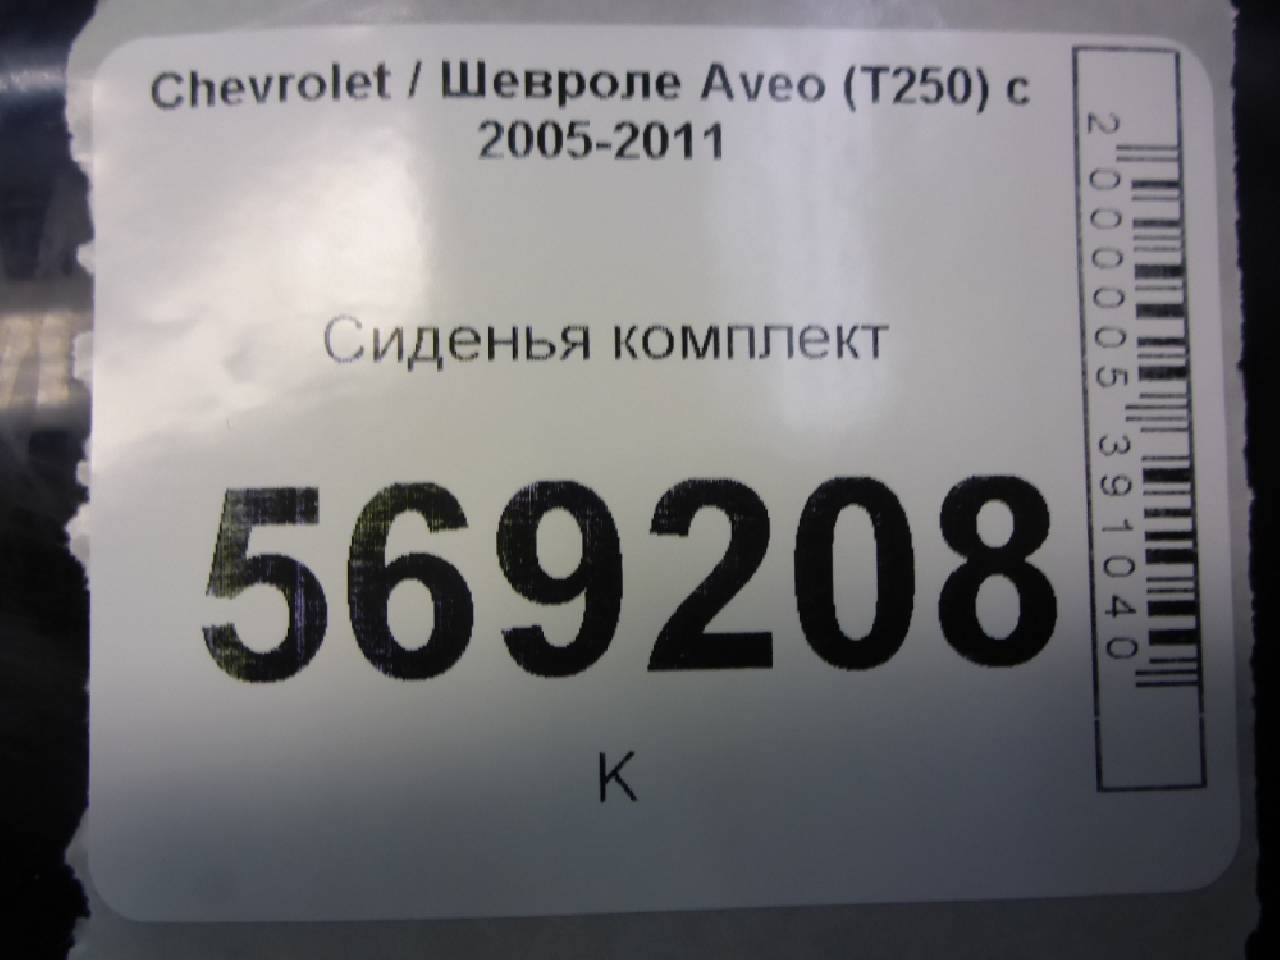 Chevrolet / Шевроле Aveo (T250) с
2005-2011
Сиденья комплект
569208
К
2000005391040